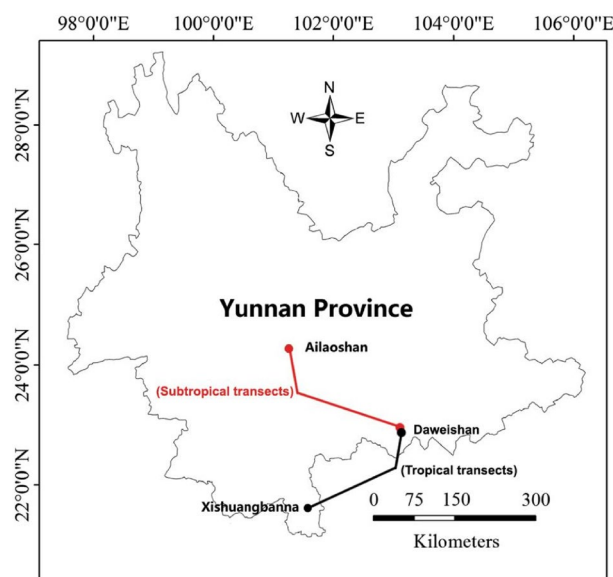 98°0'0"E 100°0'0"E 102°0'0"E 104°0'0"E 106°0'0"E
N
W E
S
28°0'0"N
26°0'0"N
Yunnan Province
Ailaoshan
24°0'0"N
(Subtropical transects)
Daweishan
(Tropical transects)
22°0'0"N
Xishuangbanna
0 75 150 300
Kilometers